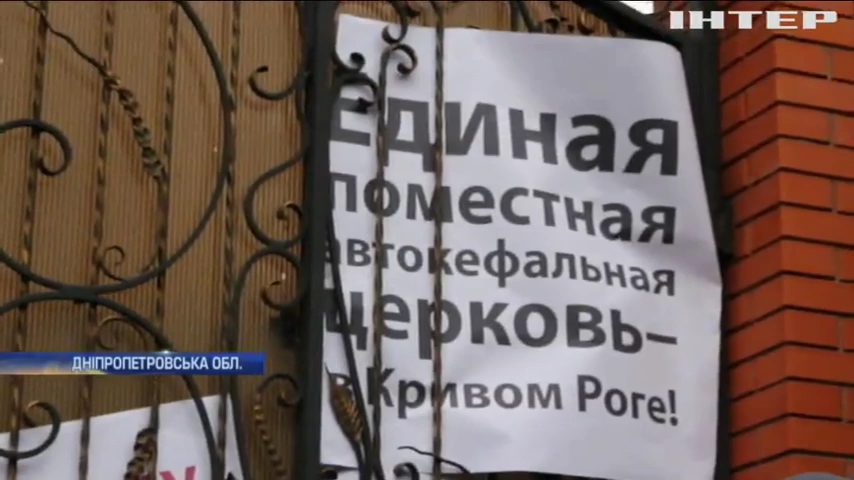 ІНТЕР
Единая
поместная
автокефальная
церковь–
в Кривом Роге!
ДНІПРОПЕТРОВСЬКА ОБЛ.